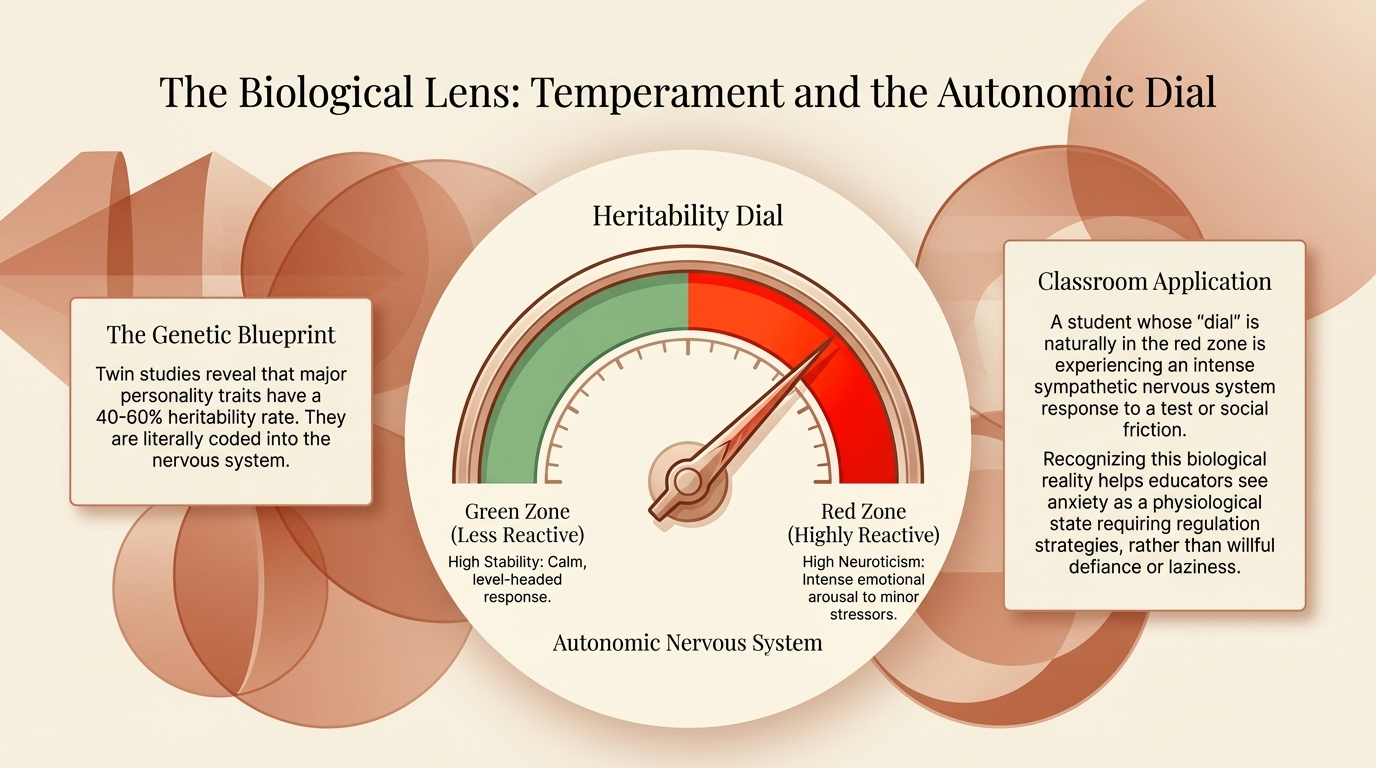 The Biological Lens: Temperament and the Autonomic Dial
The Genetic Blueprint
Twin studies reveal that major
personality traits have a
40-60% heritability rate. They
are literally coded into the
nervous system.
Heritability Dial
Green Zone
(Less Reactive)
High Stability: Calm,
level-headed
response.
Red Zone
(Highly Reactive)
High Neuroticism:
Intense emotional
arousal to minor
stressors.
Autonomic Nervous System
Classroom Application
A student whose "dial" is
naturally in the red zone is
experiencing an intense
sympathetic nervous system
response to a test or social
friction.
Recognizing this biological
reality helps educators see
anxiety as a physiological
state requiring regulation
strategies, rather than willful
defiance or laziness.